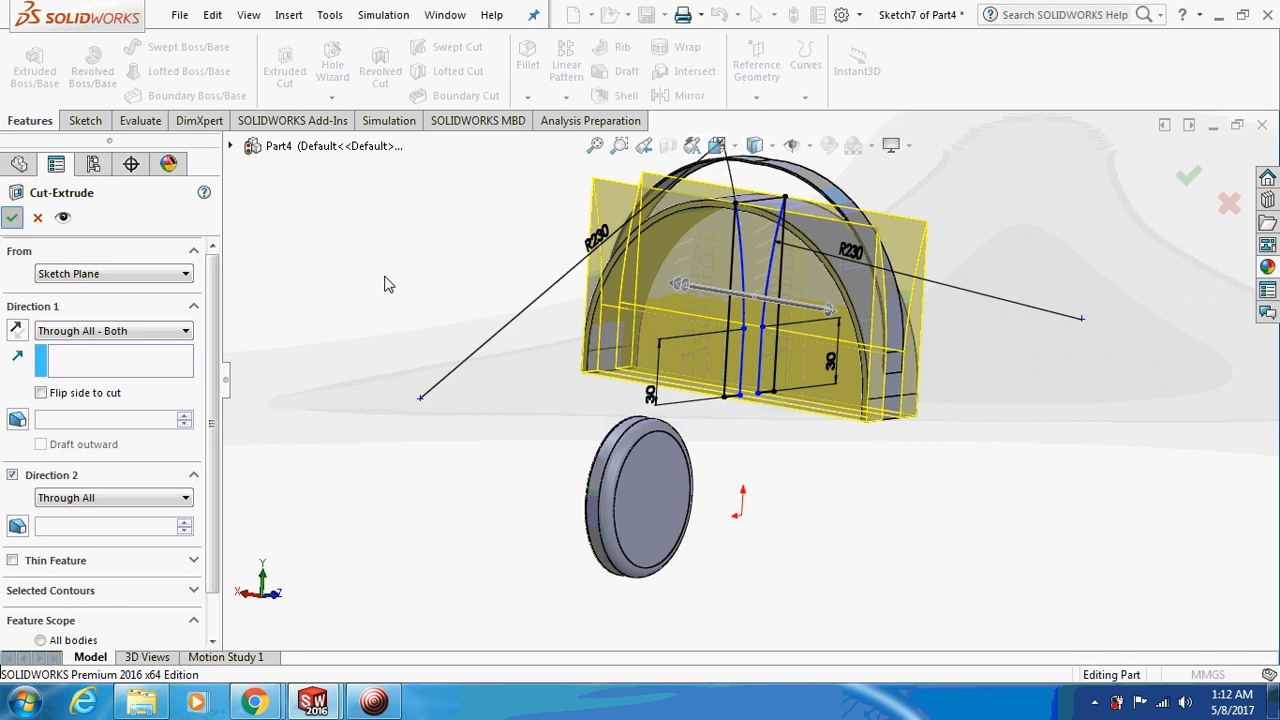 SOLIDWORKS
File Edit View Insert Tools Simulation Window Help
Sketch7 of Part4 *
Search SOLIDWORKS Help
?
Extruded Boss/Base
Revolved Boss/Base
Swept Boss/Base
Lofted Boss/Base
Boundary Boss/Base
Extruded Cut
Hole Wizard
Revolved Cut
Swept Cut
Lofted Cut
Boundary Cut
Fillet
Linear Pattern
Rib
Draft
Shell
Wrap
Intersect
Mirror
Reference Geometry
Curves
Instant3D
Features Sketch Evaluate DimXpert SOLIDWORKS Add-Ins Simulation SOLIDWORKS MBD Analysis Preparation
Part4 (Default<<Default>...
Cut-Extrude
?
From
Sketch Plane
Direction 1
Through All - Both
Flip side to cut
Draft outward
Direction 2
Through All
Thin Feature
Selected Contours
Feature Scope
All bodies
R230
R230
30
30
Y
X
Z
Model 3D Views Motion Study 1
SOLIDWORKS Premium 2016 x64 Edition
Editing Part
MMGS
SW
2016
1:12 AM
5/8/2017